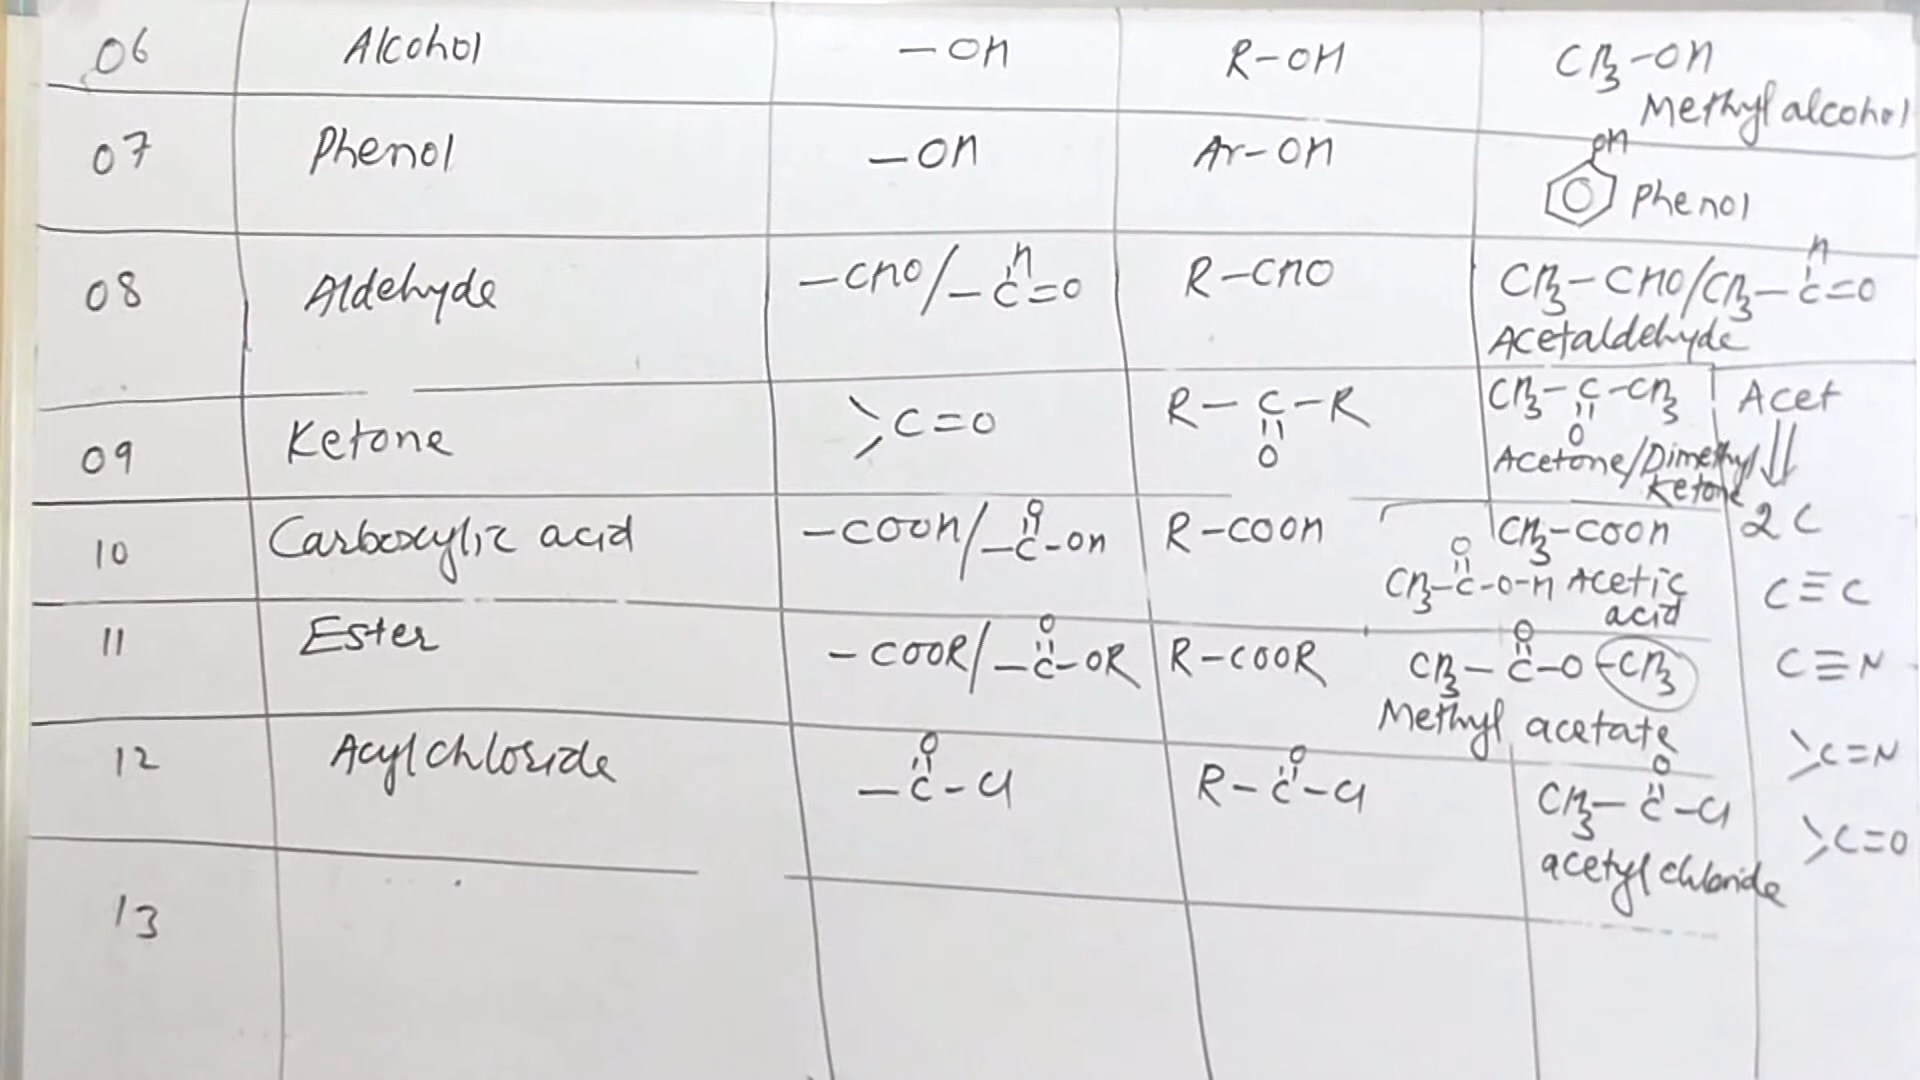 06 Alcohol —OH R-OH CH3-OH
Methyl alcohol
07 Phenol —OH Ar-OH OH
Phenol
08 Aldehyde —CHO/—C=O R-CHO CH3-CHO/CH3-C=O
H H
Acetaldehyde
09 Ketone >C=O R-C-R CH3-C-CH3 Acet
O O
Acetone/Dimethyl
Ketone
⇓
10 Carboxylic acid —COOH/—C-OH R-COOH CH3-COOH 2C
O O
CH3-C-O-H Acetic
acid
C≡C
11 Ester —COOR/—C-OR R-COOR CH3-C-O-CH3 C≡N
O O
Methyl acetate
12 Acylchloride —C-Cl R-C-Cl CH3-C-Cl >C=N
O O O
acetyl chloride
>C=O
13